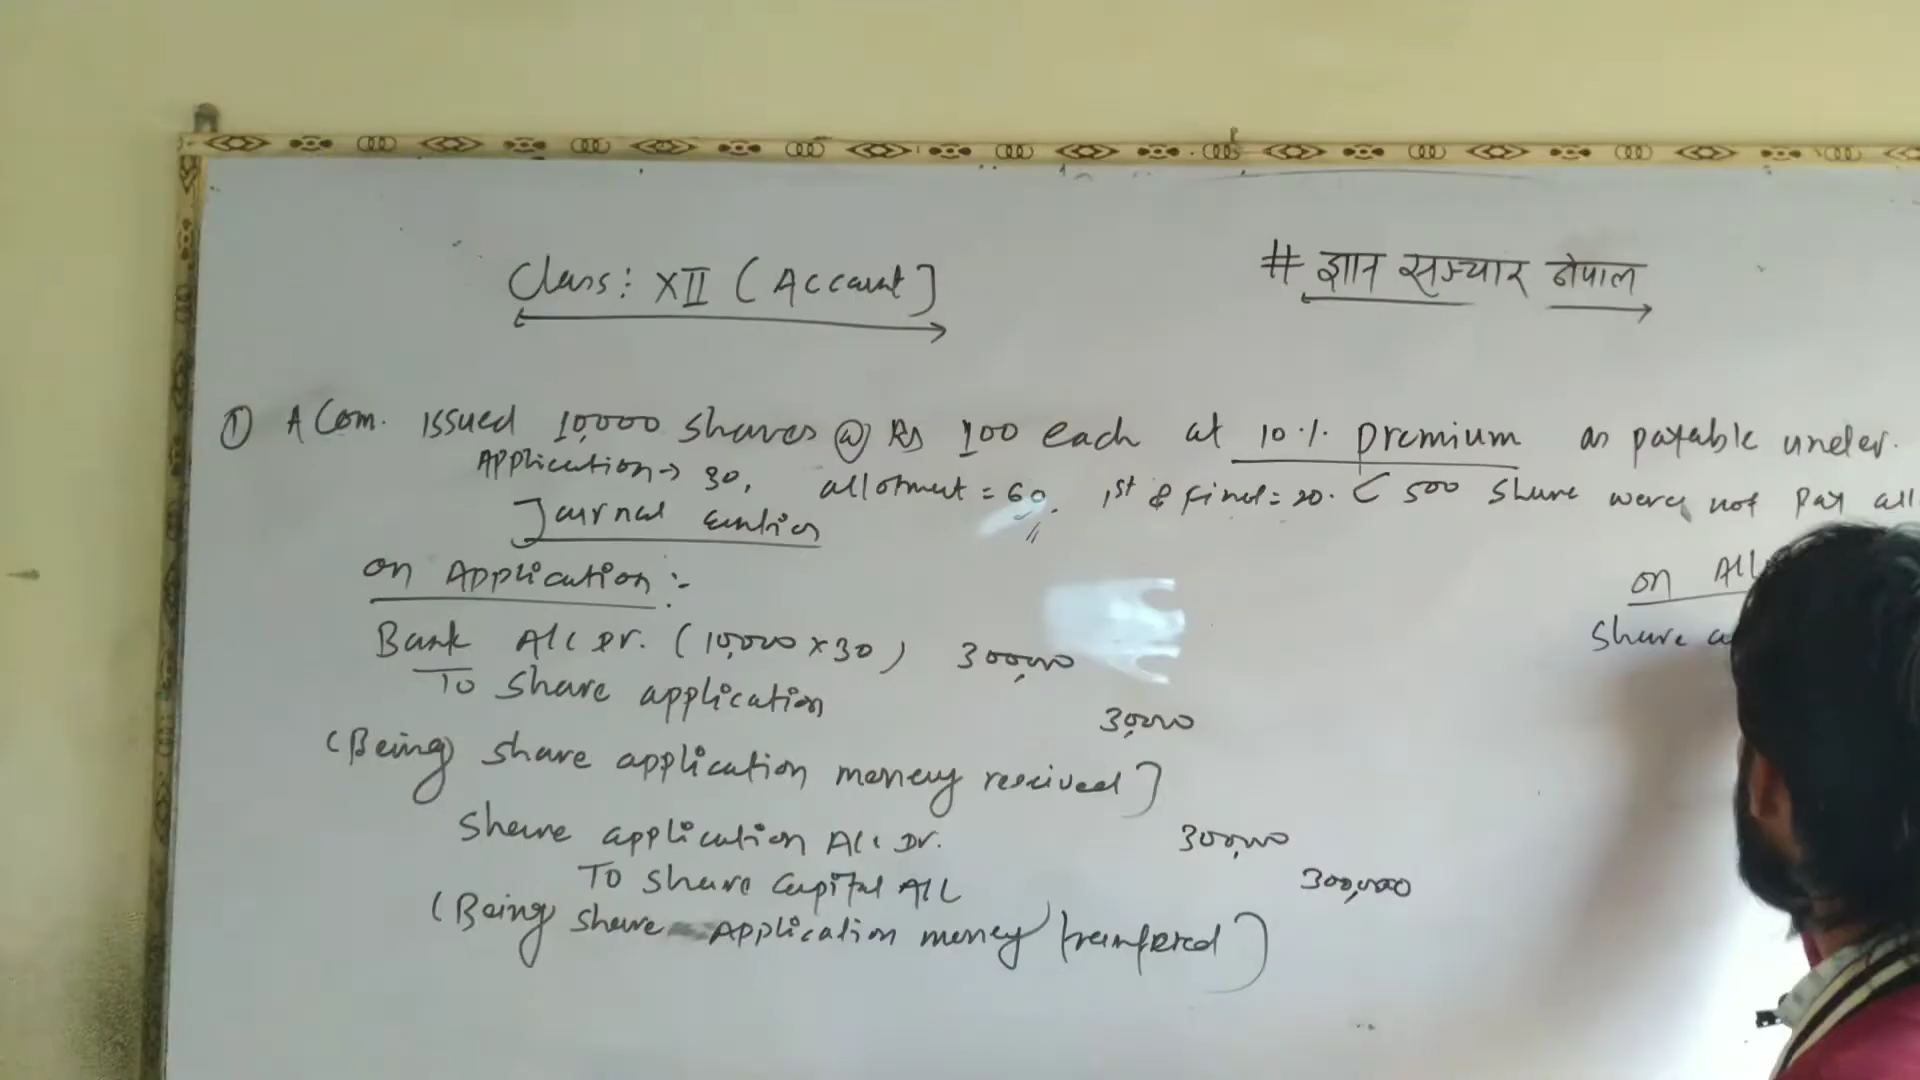 Class: XII (Account)
# ज्ञान सञ्चार नेपाल
① A Com. issued 10,000 shares @ Rs 100 each at 10% premium as payable under.
Application → 30, allotment = 60, 1st & final = 20. ( 500 share were not pay all
Journal entries
on Application :-
Bank A/c Dr. (10,000 × 30) 300,000
To share application 30,000
(Being share application money received)
Share application A/c Dr. 300,000
To share capital A/c 300,000
(Being share application money tranfered)
on All
Share a